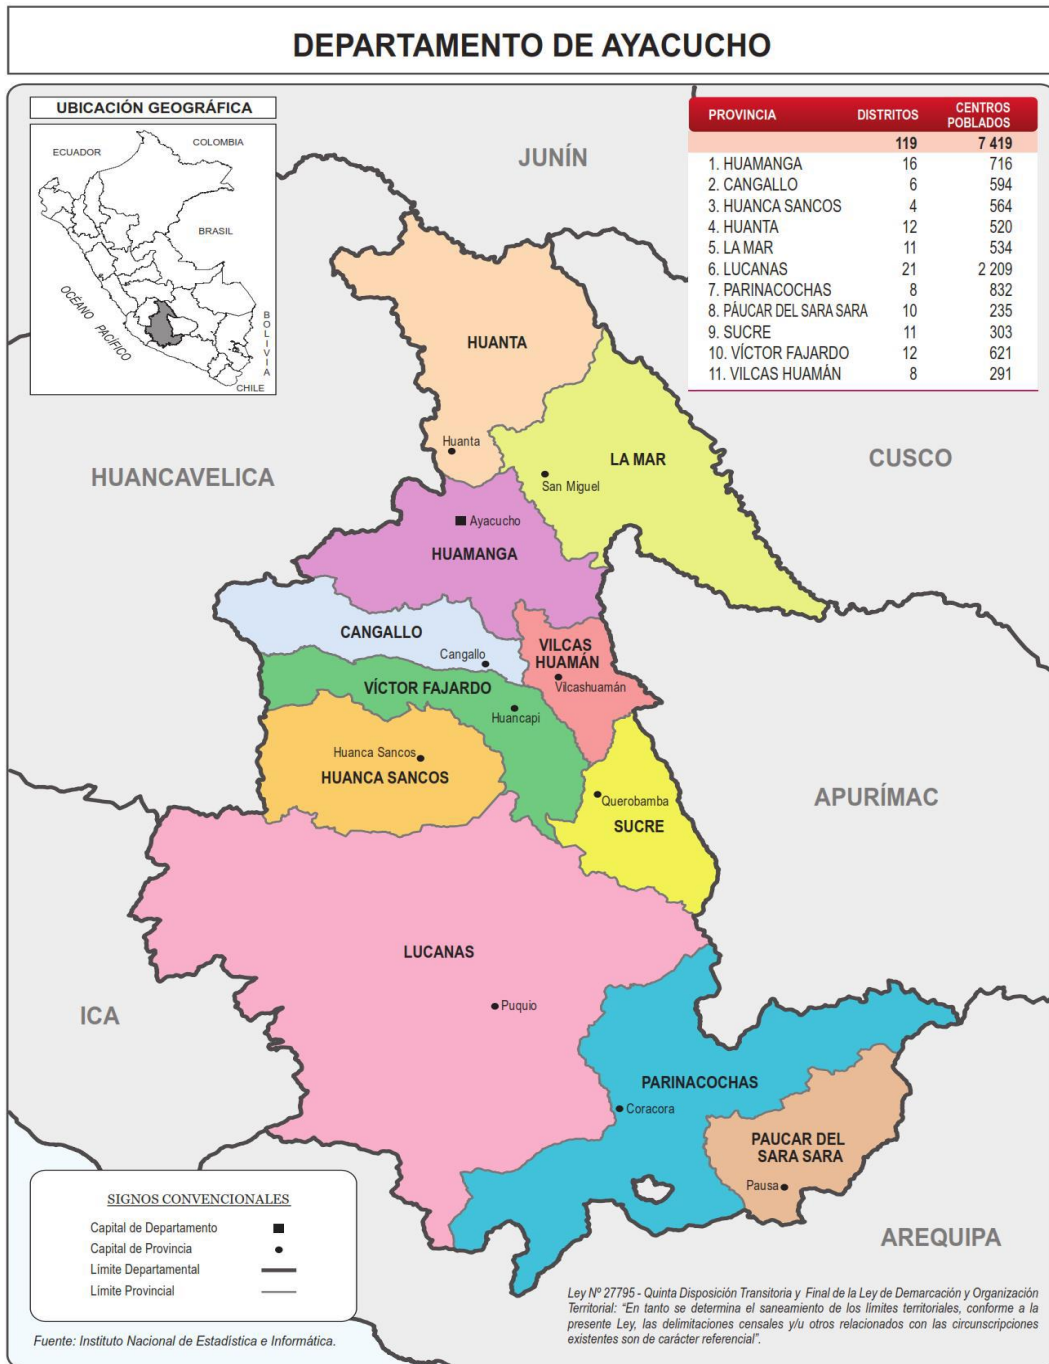 DEPARTAMENTO DE AYACUCHO
UBICACIÓN GEOGRÁFICA
COLOMBIA
ECUADOR
BRASIL
OCÉANO PACÍFICO
BOLIVIA
CHILE
PROVINCIA DISTRITOS CENTROS POBLADOS
119 7 419
1. HUAMANGA 16 716
2. CANGALLO 6 594
3. HUANCA SANCOS 4 564
4. HUANTA 12 520
5. LA MAR 11 534
6. LUCANAS 21 2 209
7. PARINACOCHAS 8 832
8. PÁUCAR DEL SARA SARA 10 235
9. SUCRE 11 303
10. VÍCTOR FAJARDO 12 621
11. VILCAS HUAMÁN 8 291
JUNÍN
HUANTA
Huanta
LA MAR
CUSCO
HUANCAVELICA
San Miguel
Ayacucho
HUAMANGA
CANGALLO
Cangallo
VILCAS
HUAMÁN
Vilcashuamán
VÍCTOR FAJARDO
Huancapi
Huanca Sancos
HUANCA SANCOS
Querobamba
SUCRE
APURÍMAC
LUCANAS
Puquio
ICA
PARINACOCHAS
Coracora
PAUCAR DEL
SARA SARA
Pausa
AREQUIPA
SIGNOS CONVENCIONALES
Capital de Departamento
Capital de Provincia
Límite Departamental
Límite Provincial
Fuente: Instituto Nacional de Estadística e Informática.
Ley Nº 27795 - Quinta Disposición Transitoria y Final de la Ley de Demarcación y Organización
Territorial: “En tanto se determina el saneamiento de los límites territoriales, conforme a la
presente Ley, las delimitaciones censales y/u otros relacionados con las circunscripciones
existentes son de carácter referencial”.